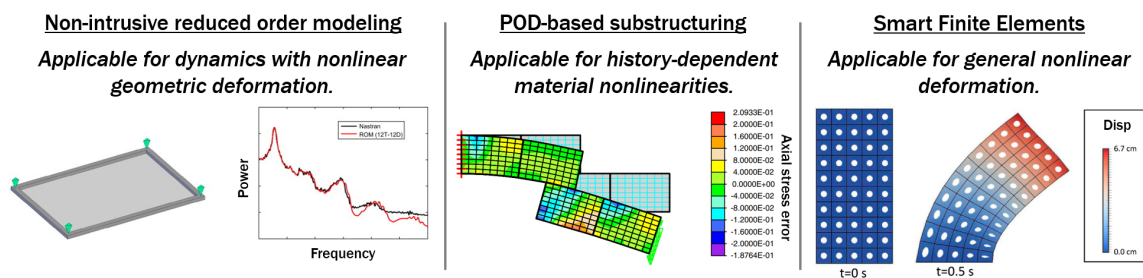 Non-intrusive reduced order modeling
Applicable for dynamics with nonlinear
geometric deformation.
Power
Nastran
ROM (12T-12D)
Frequency
POD-based substructuring
Applicable for history-dependent
material nonlinearities.
2.0933E-01
2.0000E-01
1.6000E-01
1.2000E-01
8.0000E-02
4.0000E-02
0.0000E+00
-4.0000E-02
-8.0000E-02
-1.2000E-01
-1.6000E-01
-2.0000E-01
-1.8764E-01
Axial stress error
Smart Finite Elements
Applicable for general nonlinear
deformation.
t=0 s
t=0.5 s
Disp
6.7 cm
0.0 cm